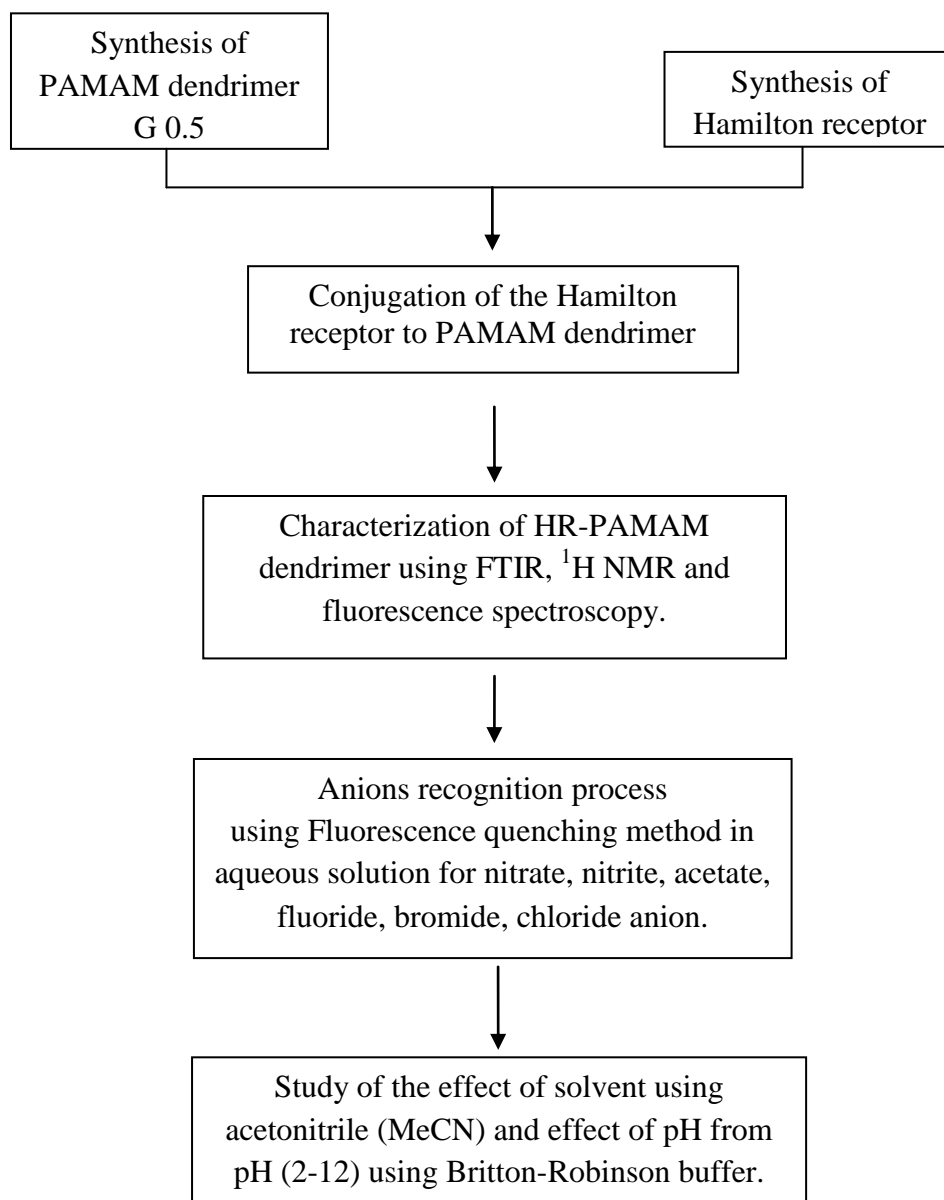 Synthesis of
PAMAM dendrimer
G 0.5
Synthesis of
Hamilton receptor
Conjugation of the Hamilton
receptor to PAMAM dendrimer
Characterization of HR-PAMAM
dendrimer using FTIR, ¹H NMR and
fluorescence spectroscopy.
Anions recognition process
using Fluorescence quenching method in
aqueous solution for nitrate, nitrite, acetate,
fluoride, bromide, chloride anion.
Study of the effect of solvent using
acetonitrile (MeCN) and effect of pH from
pH (2-12) using Britton-Robinson buffer.